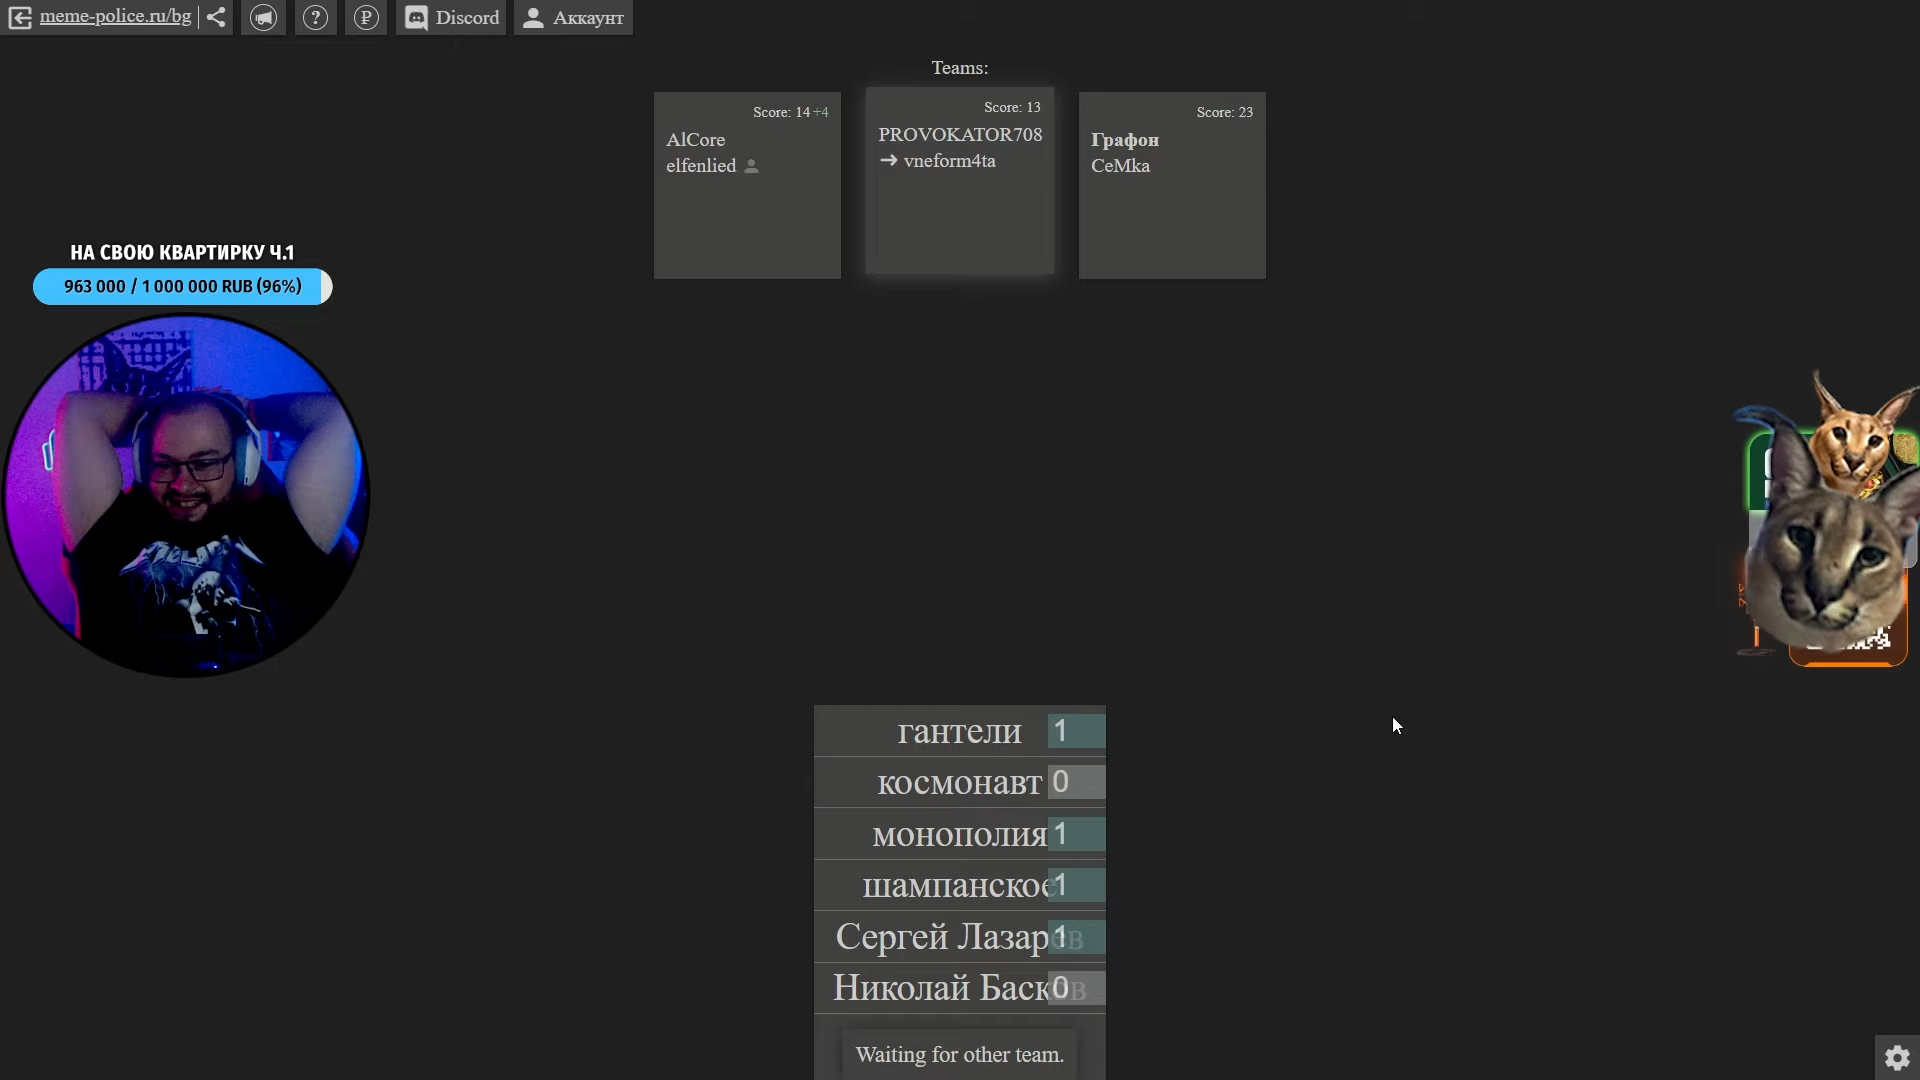 meme-police.ru/bg
?
₽
Discord
Аккаунт
Teams:
Score: 14 +4
AlCore
elfenlied
Score: 13
PROVOKATOR708
→ vneform4ta
Score: 23
Графон
CeMka
НА СВОЮ КВАРТИРКУ Ч.1
963 000 / 1 000 000 RUB (96%)
гантели 1
космонавт 0
монополия 1
шампанское 1
Сергей Лазарев 1
Николай Басков 0
Waiting for other team.